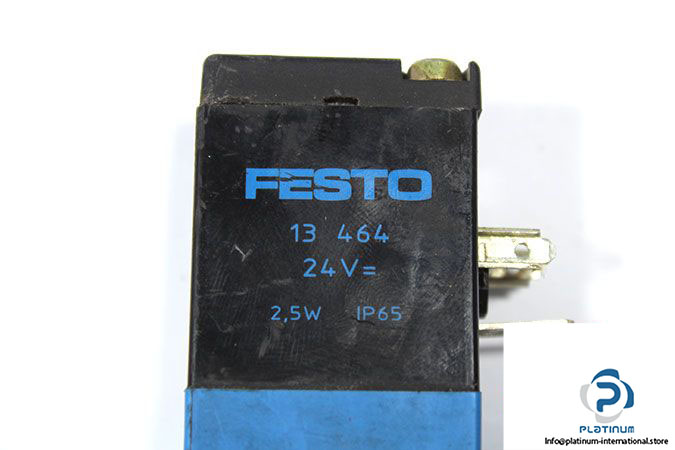 FESTO
13 464
24V=
2,5W IP65
PLATINUM
Info@platinum-international.store